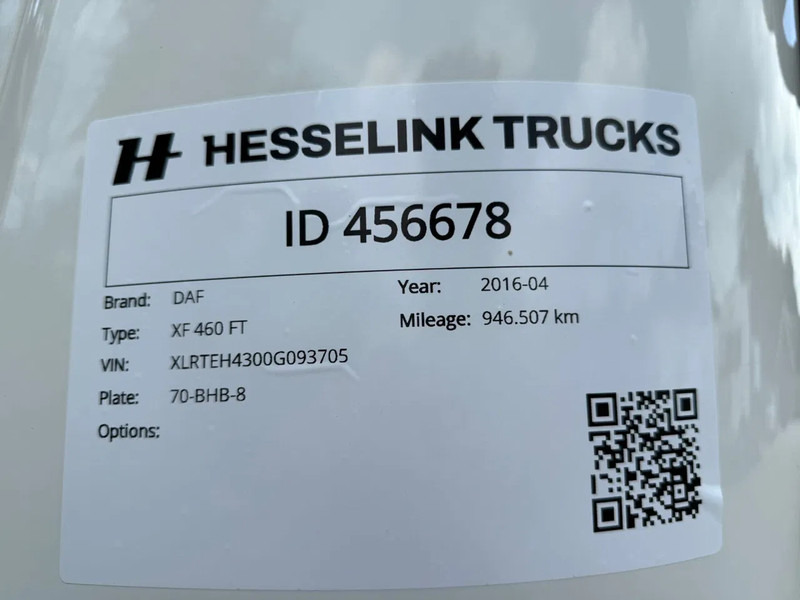 HESSELINK TRUCKS
ID 456678
Brand: DAF
Year: 2016-04
Type: XF 460 FT
Mileage: 946.507 km
VIN: XLRTEH4300G093705
Plate: 70-BHB-8
Options: